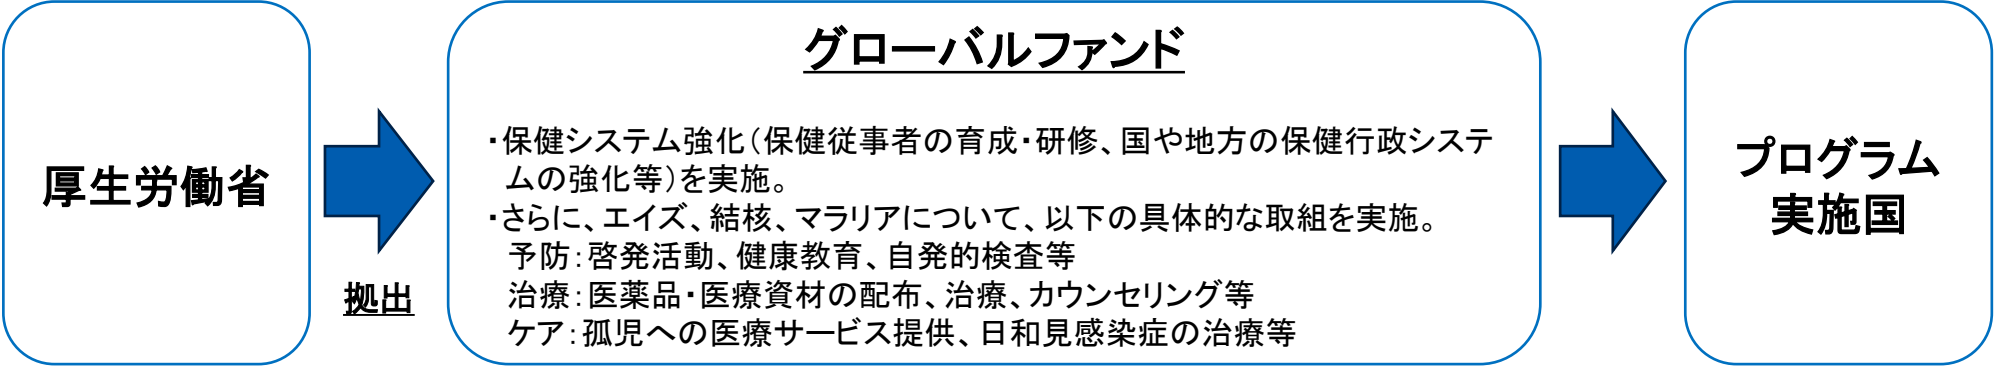 厚生労働省
拠出
グローバルファンド
・保健システム強化（保健従事者の育成・研修、国や地方の保健行政システ
ムの強化等）を実施。
・さらに、エイズ、結核、マラリアについて、以下の具体的な取組を実施。
予防：啓発活動、健康教育、自発的検査等
治療：医薬品・医療資材の配布、治療、カウンセリング等
ケア：孤児への医療サービス提供、日和見感染症の治療等
プログラム
実施国